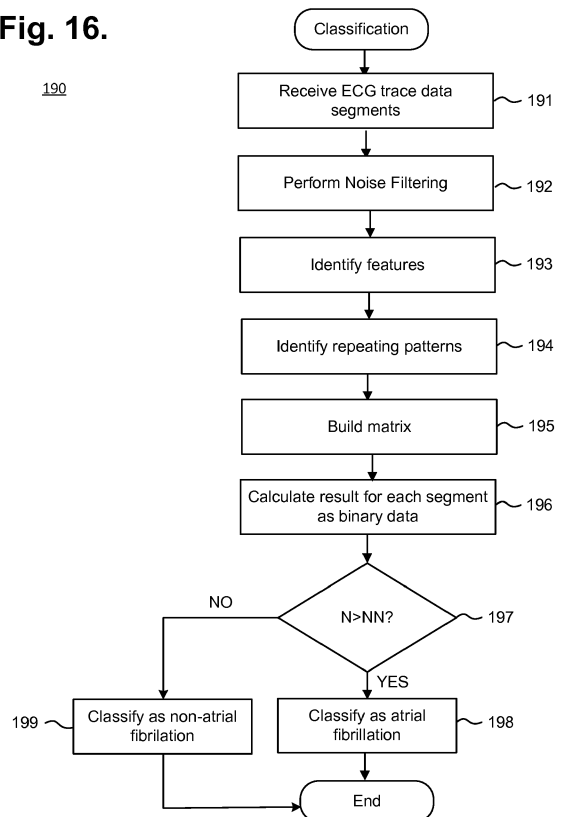 Fig. 16.
190
Classification
Receive ECG trace data
segments
191
Perform Noise Filtering
192
Identify features
193
Identify repeating patterns
194
Build matrix
195
Calculate result for each segment
as binary data
196
N>NN?
197
NO
YES
199
Classify as non-atrial
fibrilation
Classify as atrial
fibrillation
198
End